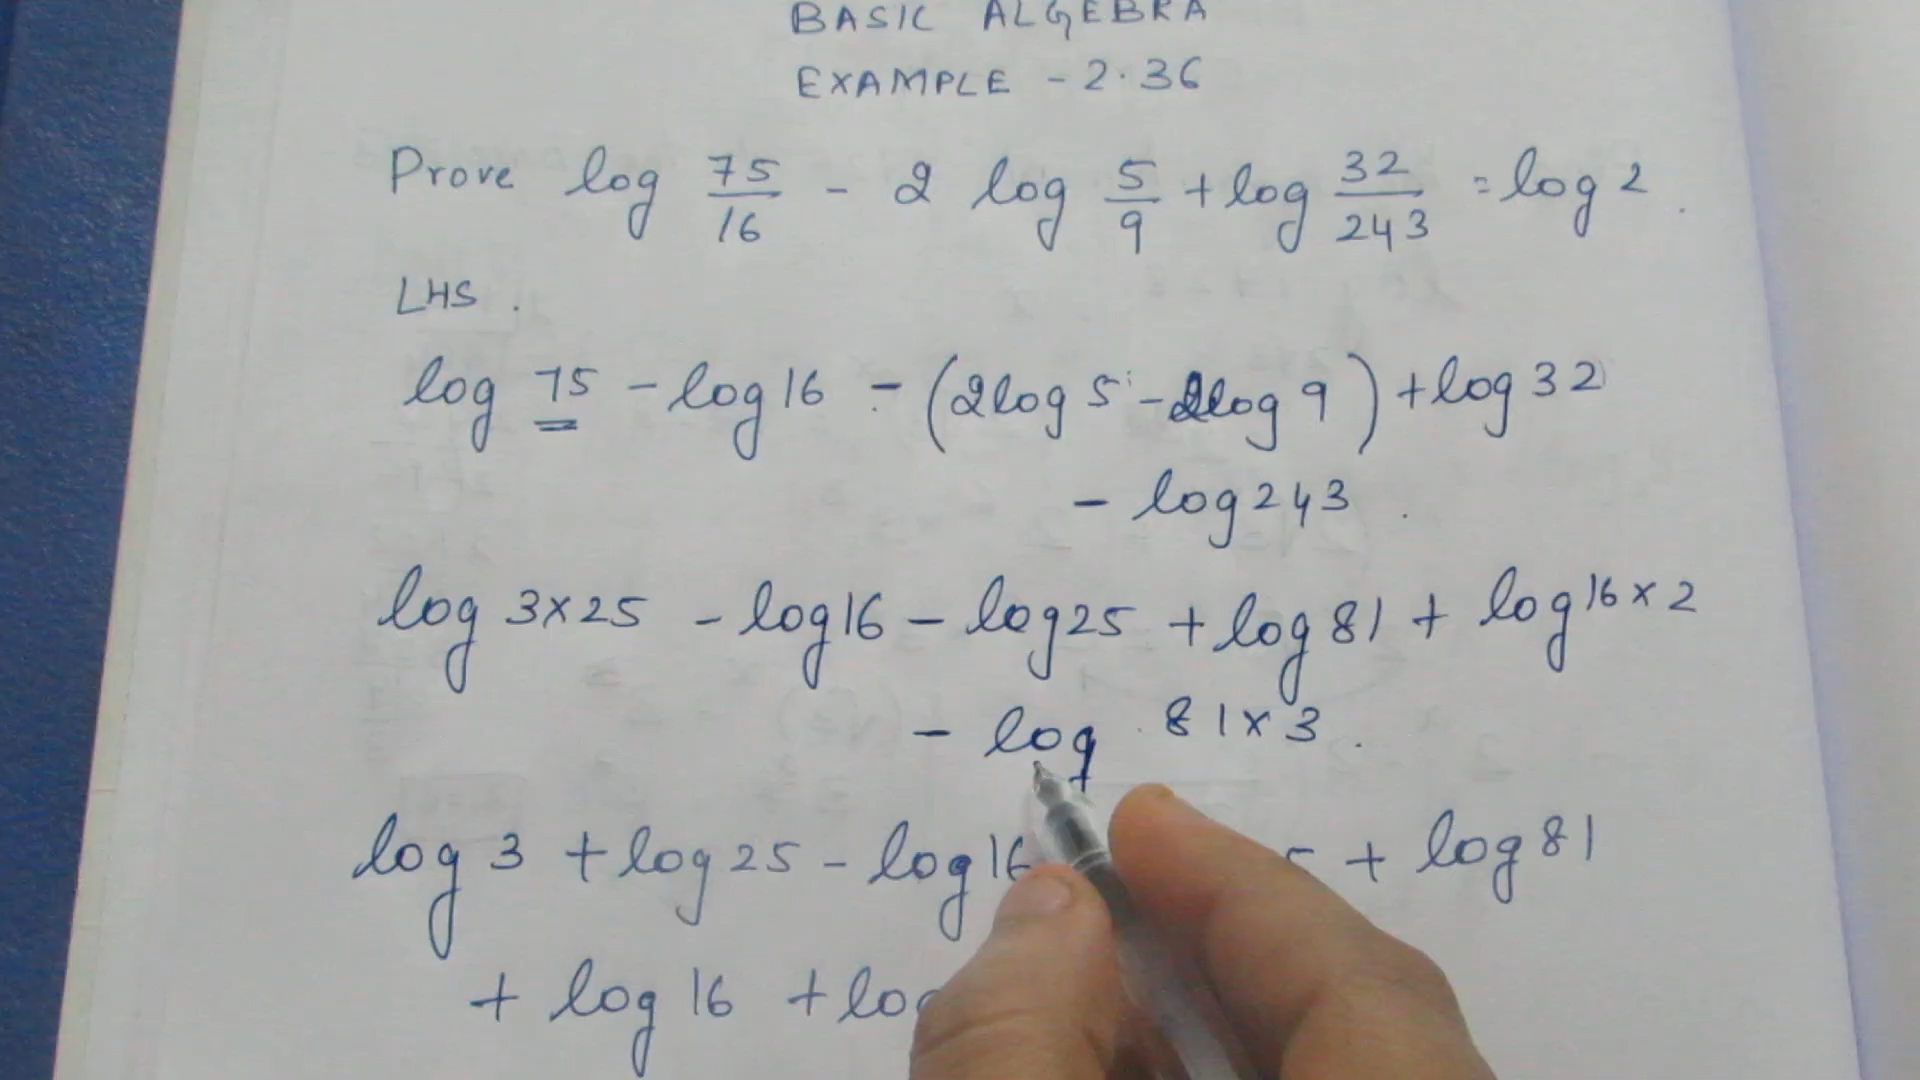 BASIC ALGEBRA
EXAMPLE - 2.36
Prove log 75/16 - 2 log 5/9 + log 32/243 = log 2.
LHS.
log 75 - log 16 - (2log 5 - 2log 9) + log 32
- log 243.
log 3×25 - log 16 - log 25 + log 81 + log 16×2
- log 81×3.
log 3 + log 25 - log 16 + log 81
+ log 16 +